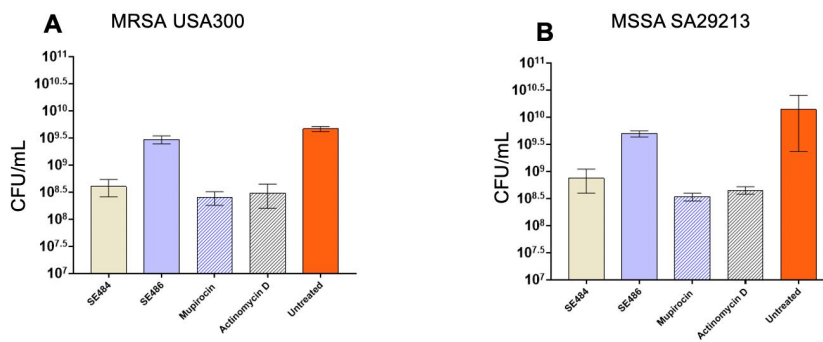 A
MRSA USA300
CFU/mL
10^11
10^10.5
10^10
10^9.5
10^9
10^8.5
10^8
10^7.5
10^7
SE484
SE486
Mupirocin
Actinomycin D
Untreated
B
MSSA SA29213
CFU/mL
10^11
10^10.5
10^10
10^9.5
10^9
10^8.5
10^8
10^7.5
10^7
SE484
SE486
Mupirocin
Actinomycin D
Untreated